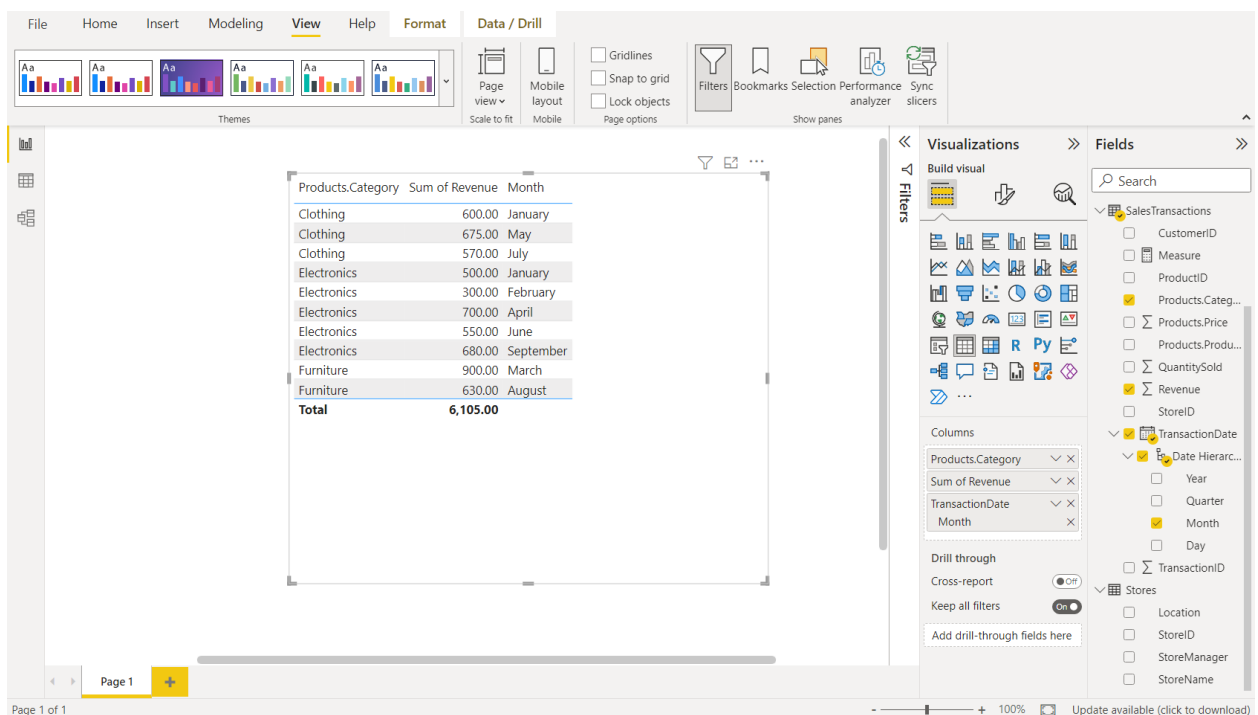 File Home Insert Modeling View Help Format Data / Drill
Aa Aa Aa Aa Aa Aa
Page view
Mobile layout
Gridlines
Snap to grid
Lock objects
Filters
Bookmarks
Selection
Performance analyzer
Sync slicers
Themes Scale to fit Mobile Page options Show panes
Products.Category Sum of Revenue Month
Clothing 600.00 January
Clothing 675.00 May
Clothing 570.00 July
Electronics 500.00 January
Electronics 300.00 February
Electronics 700.00 April
Electronics 550.00 June
Electronics 680.00 September
Furniture 900.00 March
Furniture 630.00 August
Total 6,105.00
Filters
Visualizations
Build visual
123
R Py
Columns
Products.Category
Sum of Revenue
TransactionDate
Month
Drill through
Cross-report Off
Keep all filters On
Add drill-through fields here
Fields
Search
SalesTransactions
CustomerID
Measure
ProductID
Products.Categ...
Products.Price
Products.Produ...
QuantitySold
Revenue
StoreID
TransactionDate
Date Hierarc...
Year
Quarter
Month
Day
TransactionID
Stores
Location
StoreID
StoreManager
StoreName
Page 1
Page 1 of 1
- + 100% Update available (click to download)